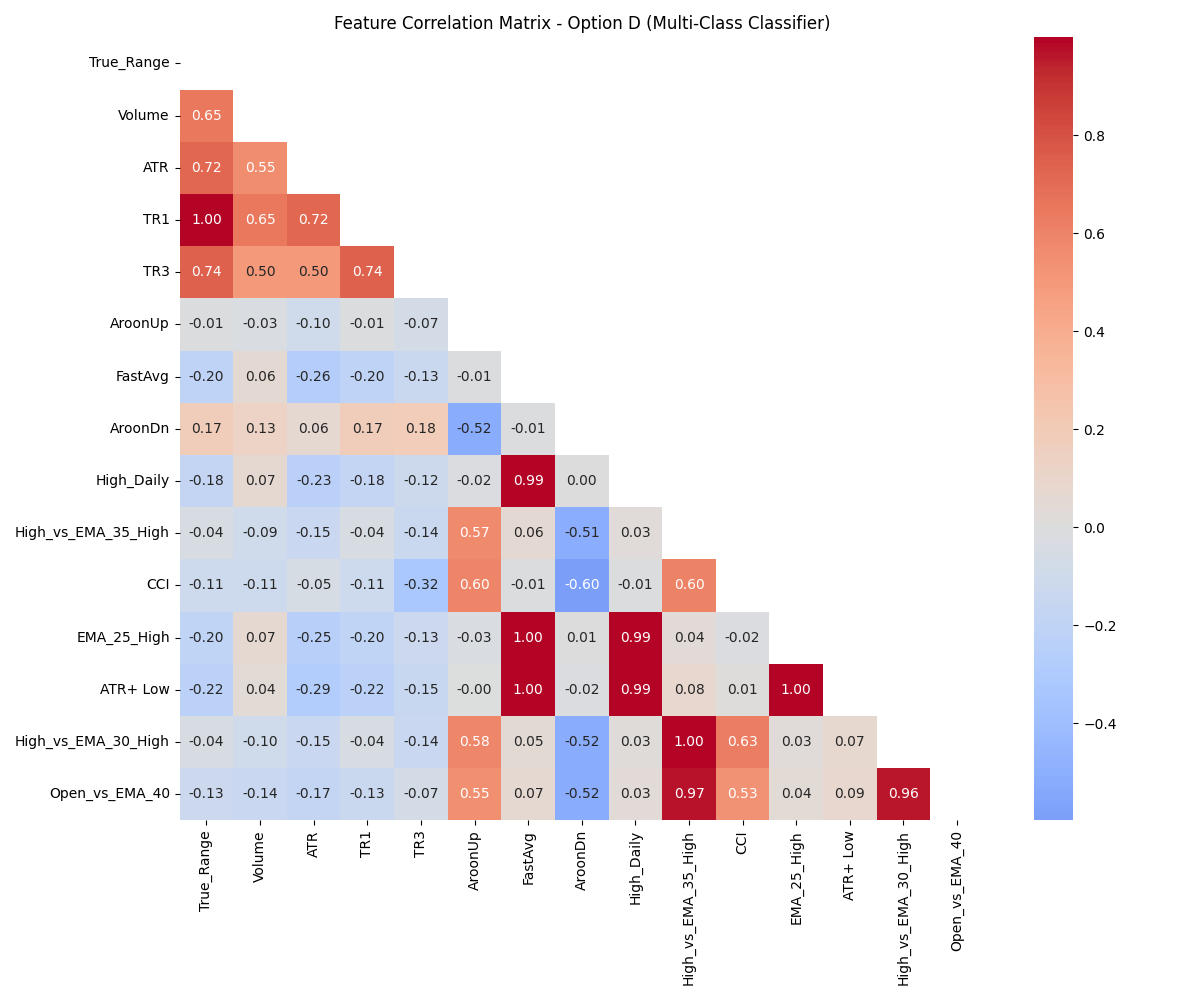 Feature Correlation Matrix - Option D (Multi-Class Classifier)
True_Range
Volume
0.65
ATR
0.72 0.55
TR1
1.00 0.65 0.72
TR3
0.74 0.50 0.50 0.74
AroonUp
-0.01 -0.03 -0.10 -0.01 -0.07
FastAvg
-0.20 0.06 -0.26 -0.20 -0.13 -0.01
AroonDn
0.17 0.13 0.06 0.17 0.18 -0.52 -0.01
High_Daily
-0.18 0.07 -0.23 -0.18 -0.12 -0.02 0.99 0.00
High_vs_EMA_35_High
-0.04 -0.09 -0.15 -0.04 -0.14 0.57 0.06 -0.51 0.03
CCI
-0.11 -0.11 -0.05 -0.11 -0.32 0.60 -0.01 -0.60 -0.01 0.60
EMA_25_High
-0.20 0.07 -0.25 -0.20 -0.13 -0.03 1.00 0.01 0.99 0.04 -0.02
ATR+ Low
-0.22 0.04 -0.29 -0.22 -0.15 -0.00 1.00 -0.02 0.99 0.08 0.01 1.00
High_vs_EMA_30_High
-0.04 -0.10 -0.15 -0.04 -0.14 0.58 0.05 -0.52 0.03 1.00 0.63 0.03 0.07
Open_vs_EMA_40
-0.13 -0.14 -0.17 -0.13 -0.07 0.55 0.07 -0.52 0.03 0.97 0.53 0.04 0.09 0.96
True_Range
Volume
ATR
TR1
TR3
AroonUp
FastAvg
AroonDn
High_Daily
High_vs_EMA_35_High
CCI
EMA_25_High
ATR+ Low
High_vs_EMA_30_High
Open_vs_EMA_40
0.8
0.6
0.4
0.2
0.0
−0.2
−0.4